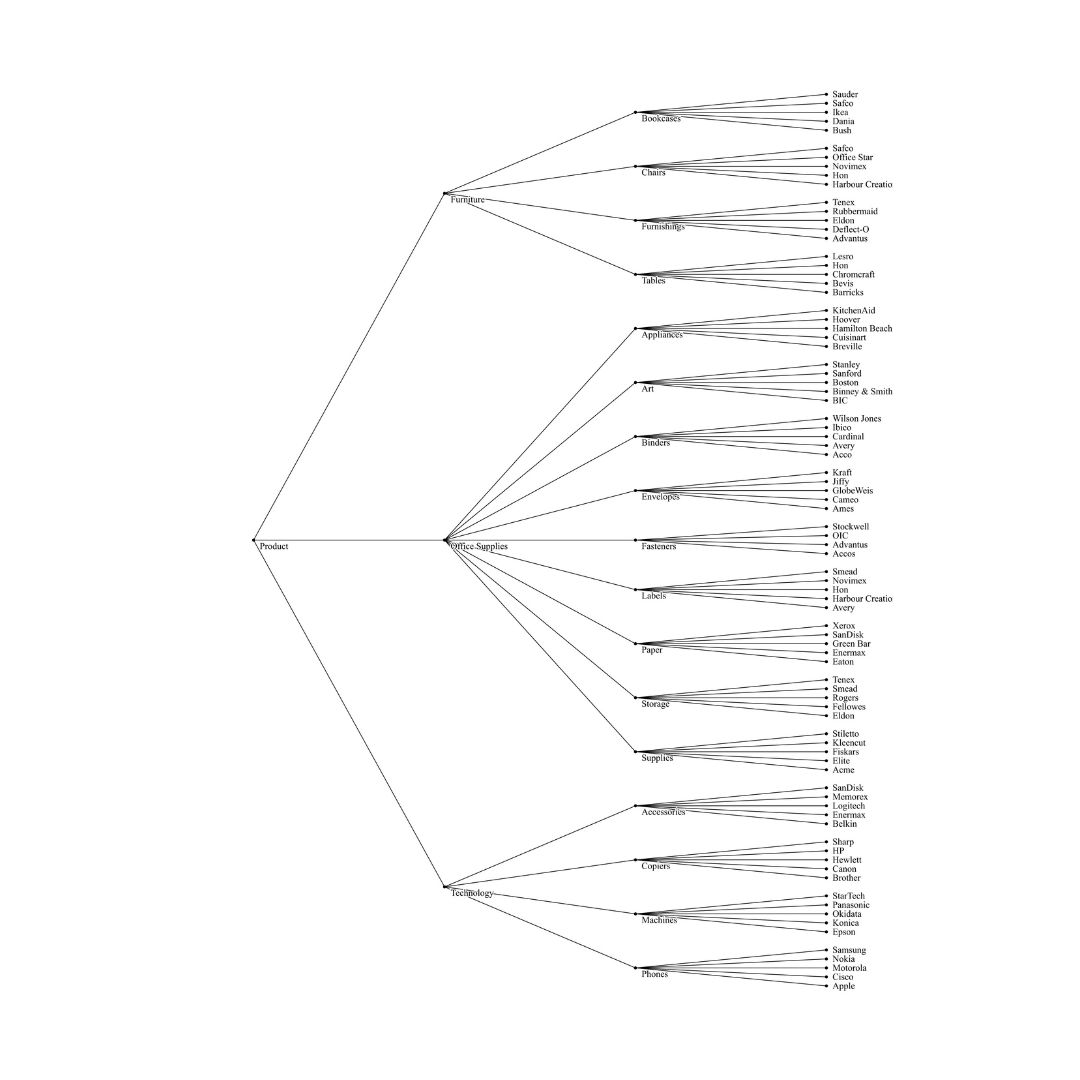 Sauder
Safco
Ikea
Bookcases
Dania
Bush
Safco
Office Star
Novimex
Chairs
Hon
Harbour Creatio
Furniture
Tenex
Rubbermaid
Eldon
Furnishings
Deflect-O
Advantus
Lesro
Hon
Chromcraft
Tables
Bevis
Barricks
KitchenAid
Hoover
Hamilton Beach
Appliances
Cuisinart
Breville
Stanley
Sanford
Boston
Art
Binney & Smith
BIC
Wilson Jones
Ibico
Cardinal
Binders
Avery
Acco
Kraft
Jiffy
GlobeWeis
Envelopes
Cameo
Ames
Stockwell
OIC
Product
Office Supplies
Fasteners
Advantus
Accos
Smead
Novimex
Hon
Labels
Harbour Creatio
Avery
Xerox
SanDisk
Green Bar
Paper
Enermax
Eaton
Tenex
Smead
Rogers
Storage
Fellowes
Eldon
Stiletto
Kleencut
Fiskars
Supplies
Elite
Acme
SanDisk
Memorex
Logitech
Accessories
Enermax
Belkin
Sharp
HP
Hewlett
Copiers
Canon
Brother
Technology
StarTech
Panasonic
Okidata
Machines
Konica
Epson
Samsung
Nokia
Motorola
Phones
Cisco
Apple